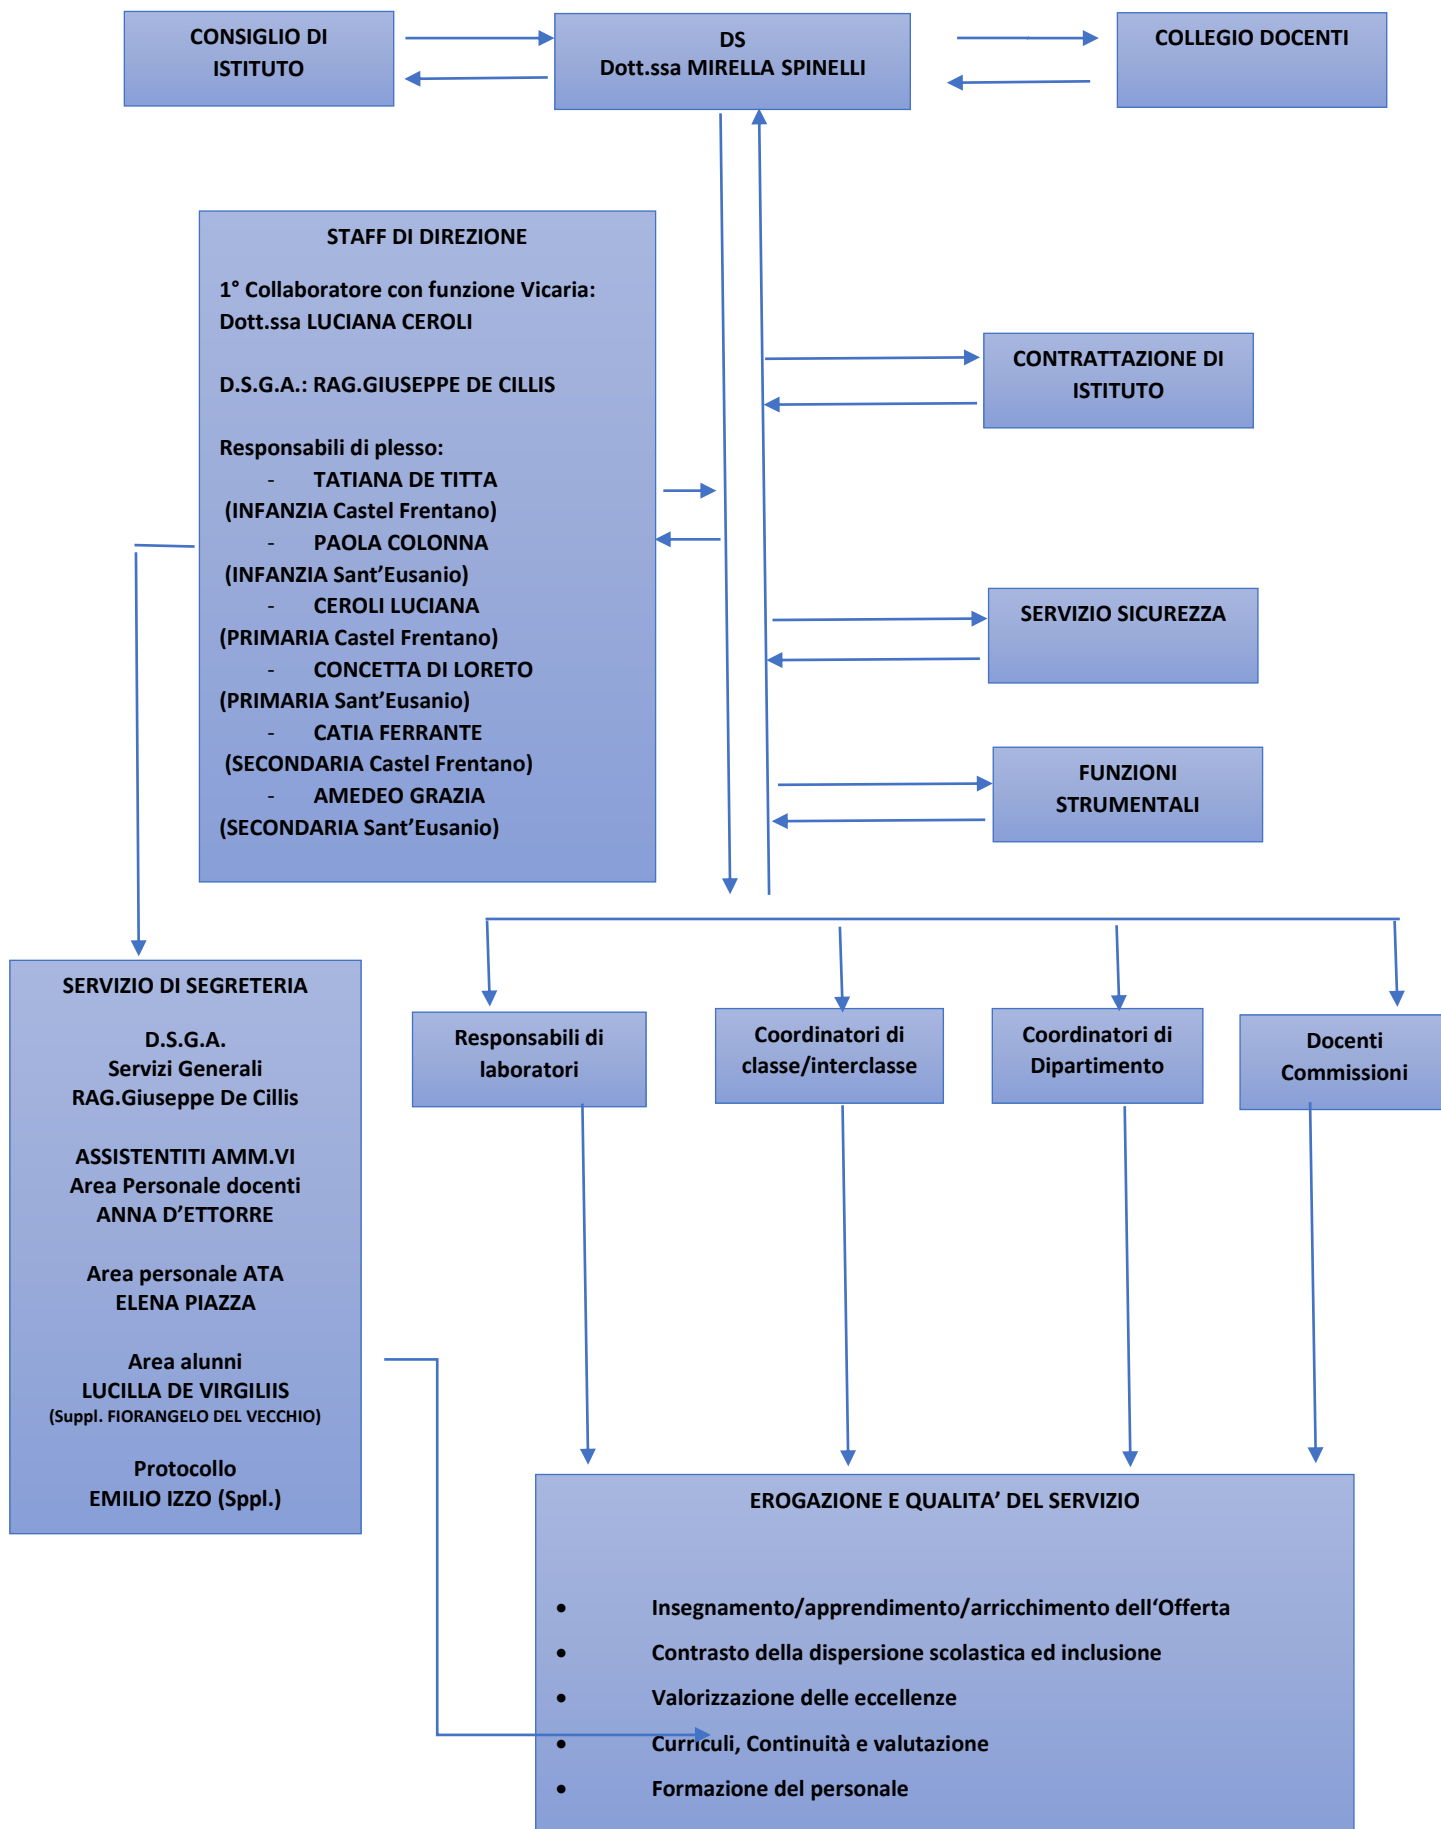 CONSIGLIO DI
ISTITUTO
DS
Dott.ssa MIRELLA SPINELLI
COLLEGIO DOCENTI
STAFF DI DIREZIONE
1° Collaboratore con funzione Vicaria:
Dott.ssa LUCIANA CEROLI
D.S.G.A.: RAG.GIUSEPPE DE CILLIS
Responsabili di plesso:
- TATIANA DE TITTA
(INFANZIA Castel Frentano)
- PAOLA COLONNA
(INFANZIA Sant’Eusanio)
- CEROLI LUCIANA
(PRIMARIA Castel Frentano)
- CONCETTA DI LORETO
(PRIMARIA Sant’Eusanio)
- CATIA FERRANTE
(SECONDARIA Castel Frentano)
- AMEDEO GRAZIA
(SECONDARIA Sant’Eusanio)
CONTRATTAZIONE DI
ISTITUTO
SERVIZIO SICUREZZA
FUNZIONI
STRUMENTALI
SERVIZIO DI SEGRETERIA
D.S.G.A.
Servizi Generali
RAG.Giuseppe De Cillis
ASSISTENTITI AMM.VI
Area Personale docenti
ANNA D’ETTORRE
Area personale ATA
ELENA PIAZZA
Area alunni
LUCILLA DE VIRGILIIS
(Suppl. FIORANGELO DEL VECCHIO)
Protocollo
EMILIO IZZO (Sppl.)
Responsabili di
laboratori
Coordinatori di
classe/interclasse
Coordinatori di
Dipartimento
Docenti
Commissioni
EROGAZIONE E QUALITA’ DEL SERVIZIO
• Insegnamento/apprendimento/arricchimento dell‘Offerta
• Contrasto della dispersione scolastica ed inclusione
• Valorizzazione delle eccellenze
• Curriculi, Continuità e valutazione
• Formazione del personale